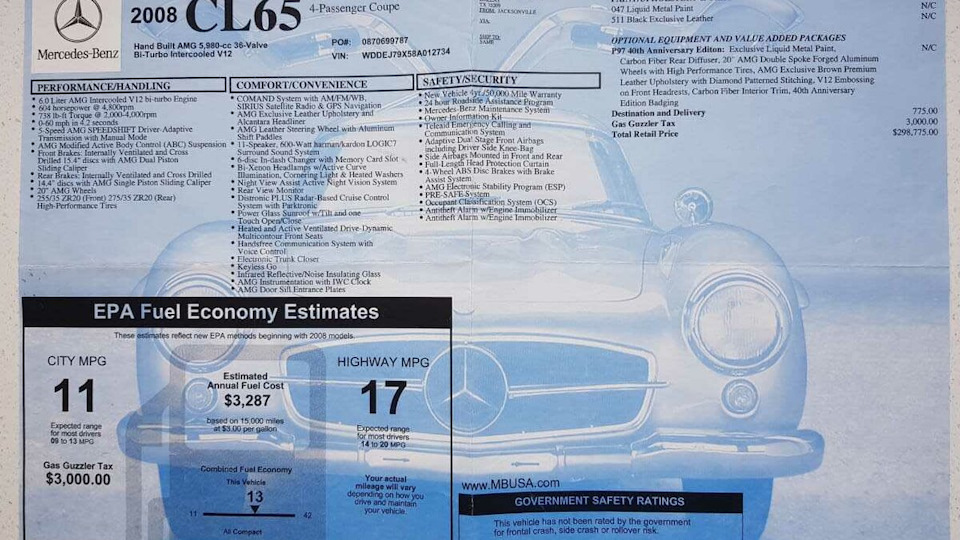 Mercedes-Benz
2008 CL65
4-Passenger Coupe
Hand Built AMG 5,980-cc 36-Valve
Bi-Turbo Intercooled V12
PO#: 0870699787
VIN: WDDEJ79X58A012734
FROM: JACKSONVILLE
VIA:
SHIP TO:
SAME
047 Liquid Metal Paint N/C
511 Black Exclusive Leather N/C
OPTIONAL EQUIPMENT AND VALUE ADDED PACKAGES
P97 40th Anniversary Editon: Exclusive Liquid Metal Paint, N/C
Carbon Fiber Rear Diffuser, 20" AMG Double Spoke Forged Aluminum
Wheels with High Performance Tires, AMG Exclusive Brown Premium
Leather Upholstery with Diamond Patterned Stitching, V12 Embossing
on Front Headrests, Carbon Fiber Interior Trim, 40th Anniversary
Edition Badging
Destination and Delivery 775.00
Gas Guzzler Tax 3,000.00
Total Retail Price $298,775.00
PERFORMANCE/HANDLING
• 6.0 Liter AMG Intercooled V12 bi-turbo Engine
• 604 horsepower @ 4,800rpm
• 738 lb-ft Torque @ 2,000-4,000rpm
• 0-60 mph in 4.2 seconds
• 5-Speed AMG SPEEDSHIFT Driver-Adaptive
Transmission with Manual Mode
• AMG Modified Active Body Control (ABC) Suspension
• Front Brakes: Internally Ventilated and Cross
Drilled 15.4" discs with AMG Dual Piston
Sliding Caliper
• Rear Brakes: Internally Ventilated and Cross Drilled
14.4" discs with AMG Single Piston Sliding Caliper
• 20" AMG Wheels
• 255/35 ZR20 (Front) 275/35 ZR20 (Rear)
High-Performance Tires
COMFORT/CONVENIENCE
• COMAND System with AM/FM/WB,
SIRIUS Satellite Radio & GPS Navigation
• AMG Exclusive Leather Upholstery and
Alcantara Headliner
• AMG Leather Steering Wheel with Aluminum
Shift Paddles
• 11-Speaker, 600-Watt harman/kardon LOGIC7
Surround Sound System
• 6-disc In-dash Changer with Memory Card Slot
• Bi-Xenon Headlamps w/Active Curve
Illumination, Cornering Light & Heated Washers
• Night View Assist Active Night Vision System
• Rear View Monitor
• Distronic PLUS Radar-Based Cruise Control
System with Parktronic
• Power Glass Sunroof w/Tilt and one
Touch Open/Close
• Heated and Active Ventilated Drive-Dynamic
Multicontour Front Seats
• Handsfree Communication System with
Voice Control
• Electronic Trunk Closer
• Keyless Go
• Infrared Reflective/Noise Insulating Glass
• AMG Instrumentation with IWC Clock
• AMG Door Sill Entrance Plates
SAFETY/SECURITY
• New Vehicle 4yr./50,000 Mile Warranty
• 24 hour Roadside Assistance Program
• Mercedes-Benz Maintenance System
• Owner Information Kit
• Teleaid Emergency Calling and
Communication System
• Adaptive Dual Stage Front Airbags
including Driver Side Knee-Bag
• Side Airbags Mounted in Front and Rear
• Full-Length Head Protection Curtain
• 4-Wheel ABS Disc Brakes with Brake
Assist System
• AMG Electronic Stability Program (ESP)
• PRE-SAFE System
• Occupant Classification System (OCS)
• Antitheft Alarm w/Engine Immobilizer
• Antitheft Alarm w/Engine Immobilizer
EPA Fuel Economy Estimates
These estimates reflect new EPA methods beginning with 2008 models.
CITY MPG
11
Expected range
for most drivers
09 to 13 MPG
Gas Guzzler Tax
$3,000.00
Estimated
Annual Fuel Cost
$3,287
based on 15,000 miles
at $3.00 per gallon
Combined Fuel Economy
This Vehicle
13
11 42
All Compact
HIGHWAY MPG
17
Expected range
for most drivers
14 to 20 MPG
Your actual
mileage will vary
depending on how you
drive and maintain
your vehicle.
www.MBUSA.com
GOVERNMENT SAFETY RATINGS
This vehicle has not been rated by the government
for frontal crash, side crash or rollover risk.